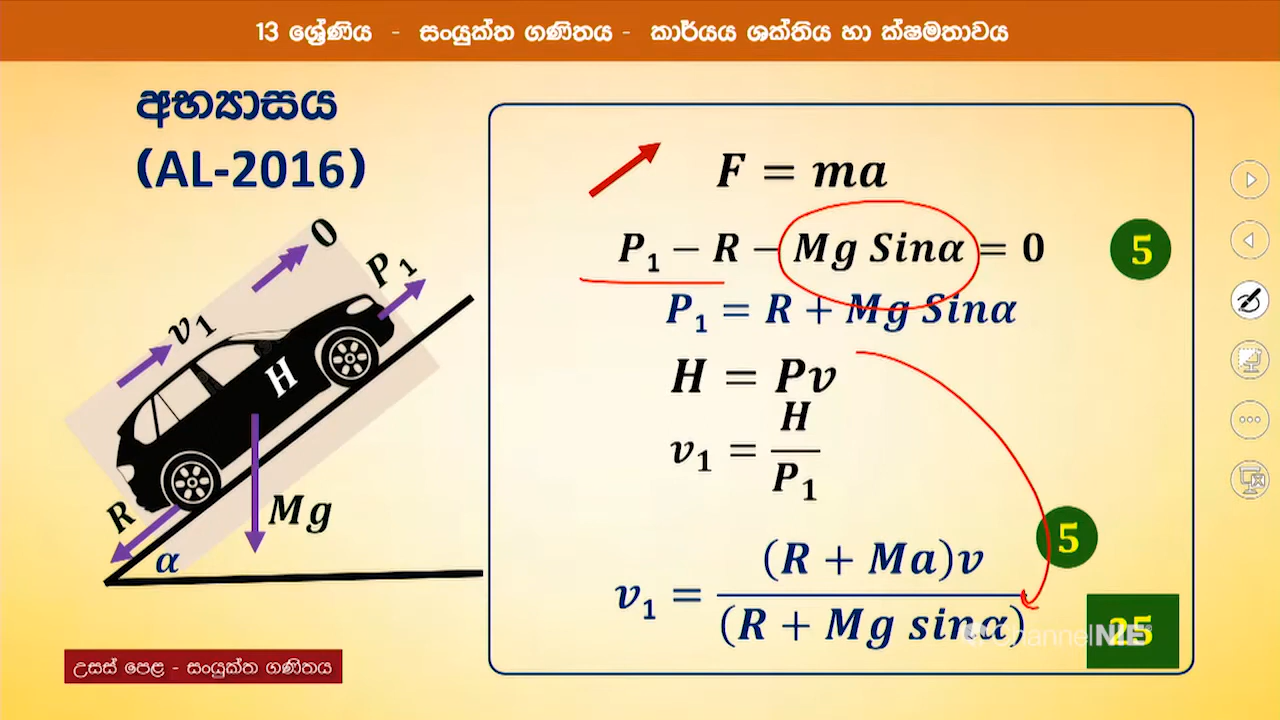 13 ශ්‍රේණිය - සංයුක්ත ගණිතය - කාර්යය ශක්තිය හා ක්ෂමතාවය
අභ්‍යාසය
(AL-2016)
0
P₁
v₁
H
R
Mg
α
F = ma
P₁ − R − Mg Sinα = 0
5
P₁ = R + Mg Sinα
H = Pv
v₁ = H / P₁
v₁ = (R + Ma)v / (R + Mg sinα)
5
25
ChannelNIE
උසස් පෙළ - සංයුක්ත ගණිතය